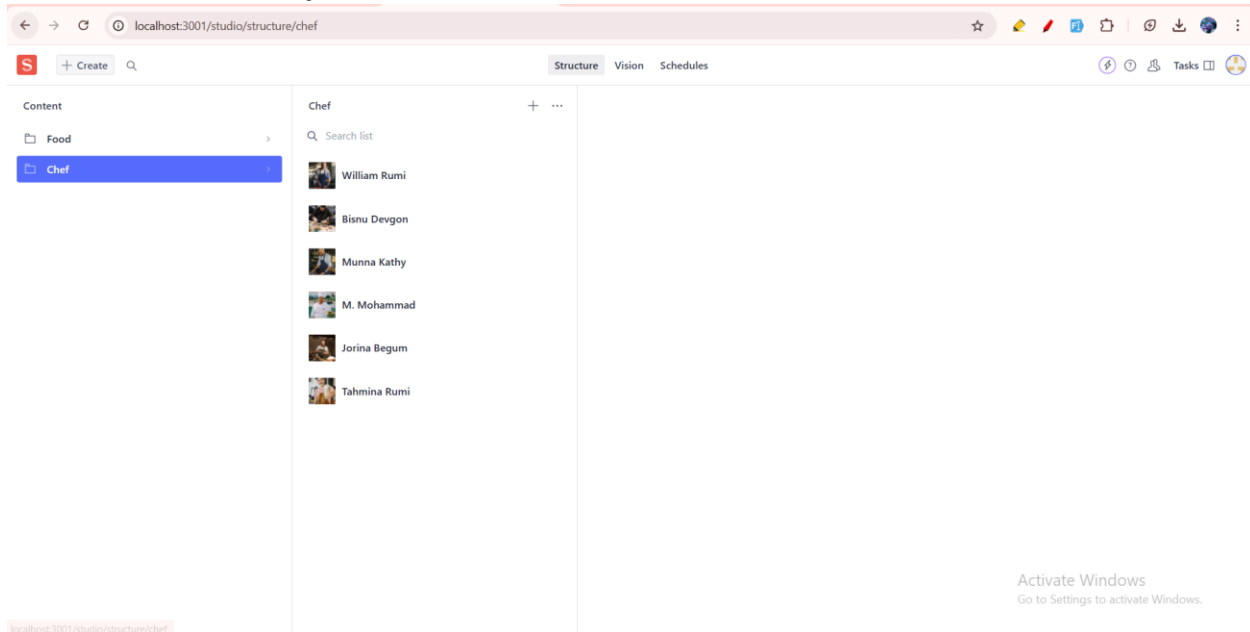 localhost:3001/studio/structure/chef
S
Create
Structure Vision Schedules
Tasks
Content
Food
Chef
Chef
Search list
William Rumi
Bisnu Devgon
Munna Kathy
M. Mohammad
Jorina Begum
Tahmina Rumi
Activate Windows
Go to Settings to activate Windows.
localhost:3001/studio/structure/chef